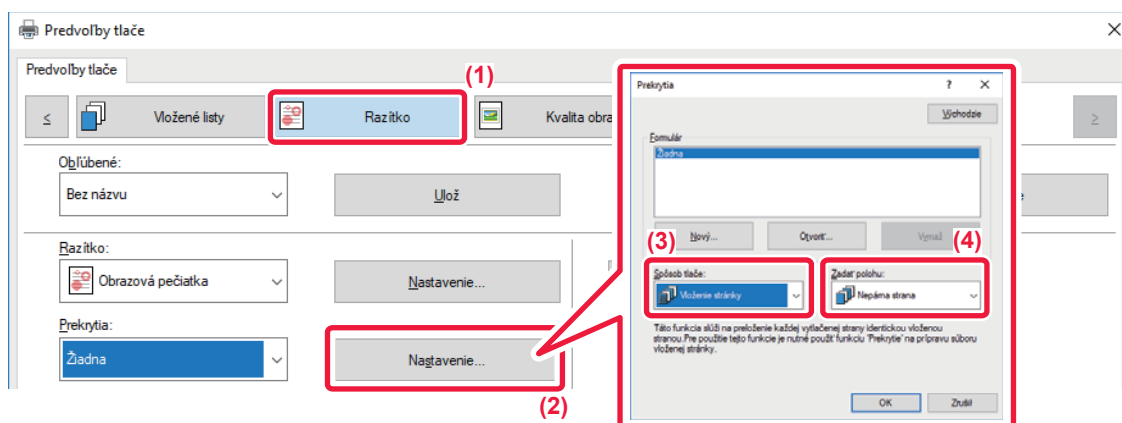 Predvoľby tlače
Predvoľby tlače
(1)
<
Vložené listy
Razítko
Kvalita obra
>
Obľúbené:
Bez názvu
Ulož
Razítko:
Obrazová pečiatka
Nastavenie...
Prekrytia:
Žiadna
Nastavenie...
(2)
Prekrytia
?
Východzie
Formulár
Žiadna
Nový...
Otvoriť...
Vymaž
(3)
(4)
Spôsob tlače:
Vloženie stránky
Zadať polohu:
Nepárna strana
Táto funkcia slúži na preloženie každej vytlačenej strany identickou vloženou
stranou.Pre použitie tejto funkcie je nutné použiť funkciu 'Prekrytie' na prípravu súboru
vloženej stránky.
OK
Zrušiť